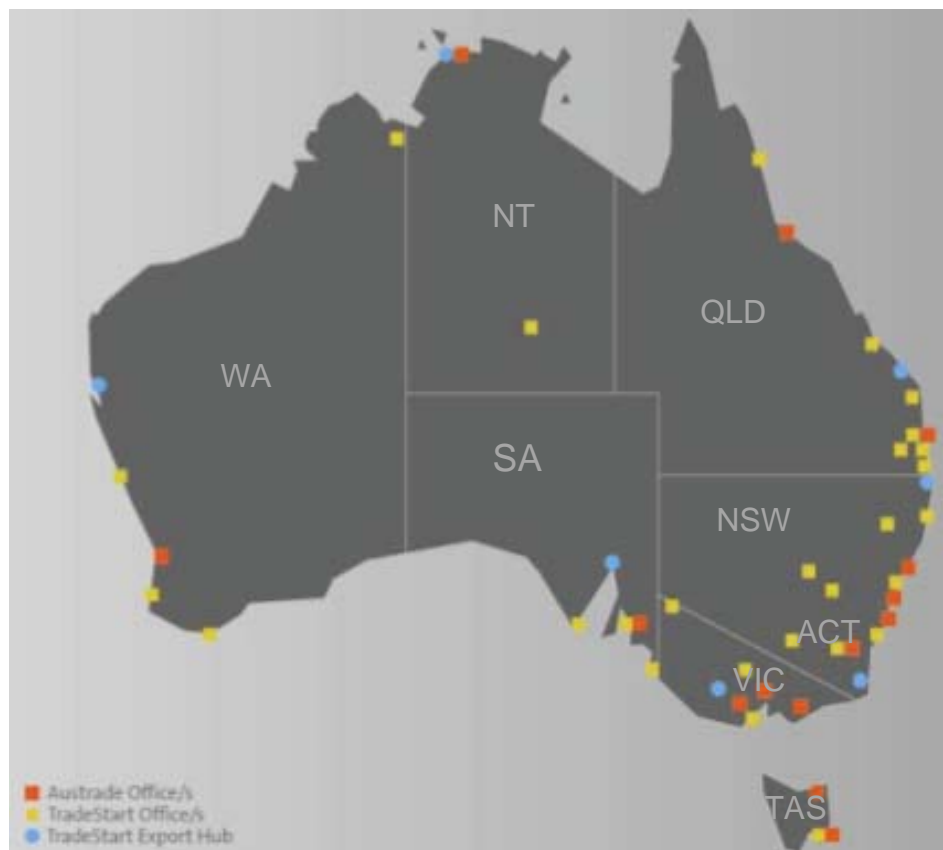 NT
QLD
WA
SA
NSW
ACT
VIC
TAS
Austrade Office/s
TradeStart Office/s
TradeStart Export Hub